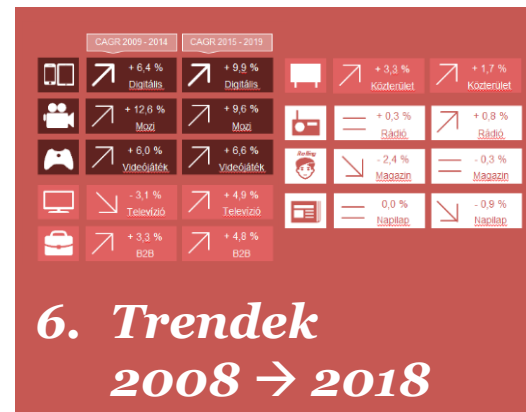 CAGR 2009 - 2014 CAGR 2015 - 2019
+ 6,4 % + 9,9 %
Digitális Digitális
+ 12,6 % + 9,6 %
Mozi Mozi
+ 6,0 % + 6,6 %
Videójáték Videójáték
- 3,1 % + 4,9 %
Televízió Televízió
+ 3,3 % + 4,8 %
B2B B2B
+ 3,3 % + 1,7 %
Közterület Közterület
+ 0,3 % + 0,8 %
Rádió Rádió
- 2,4 % - 0,3 %
Magazin Magazin
0,0 % - 0,9 %
Napilap Napilap
6. Trendek
2008 → 2018